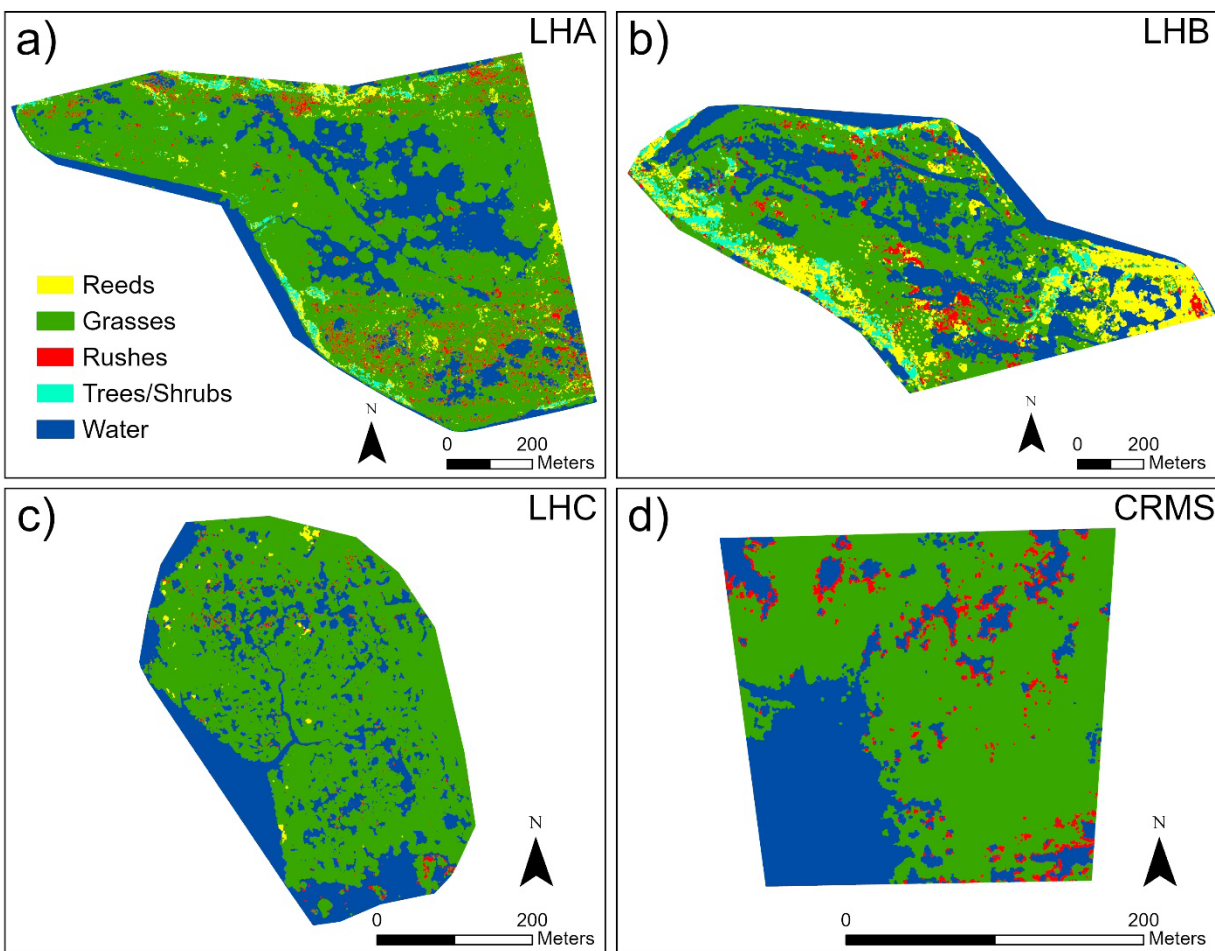 a)
LHA
Reeds
Grasses
Rushes
Trees/Shrubs
Water
N
0 200
Meters
b)
LHB
N
0 200
Meters
c)
LHC
N
0 200
Meters
d)
CRMS
N
0 200
Meters